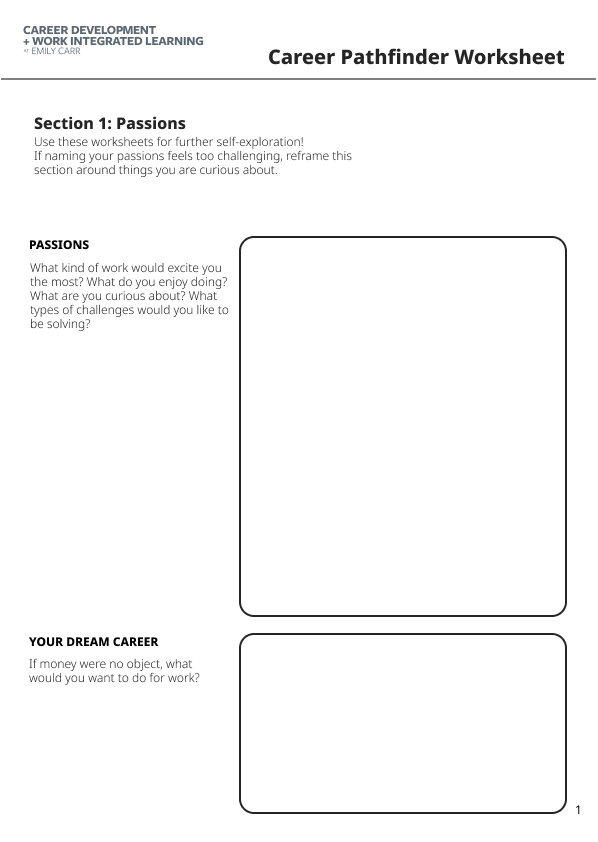 CAREER DEVELOPMENT
+ WORK INTEGRATED LEARNING
AT EMILY CARR
Career Pathfinder Worksheet
Section 1: Passions
Use these worksheets for further self-exploration!
If naming your passions feels too challenging, reframe this
section around things you are curious about.
PASSIONS
What kind of work would excite you
the most? What do you enjoy doing?
What are you curious about? What
types of challenges would you like to
be solving?
YOUR DREAM CAREER
If money were no object, what
would you want to do for work?
1